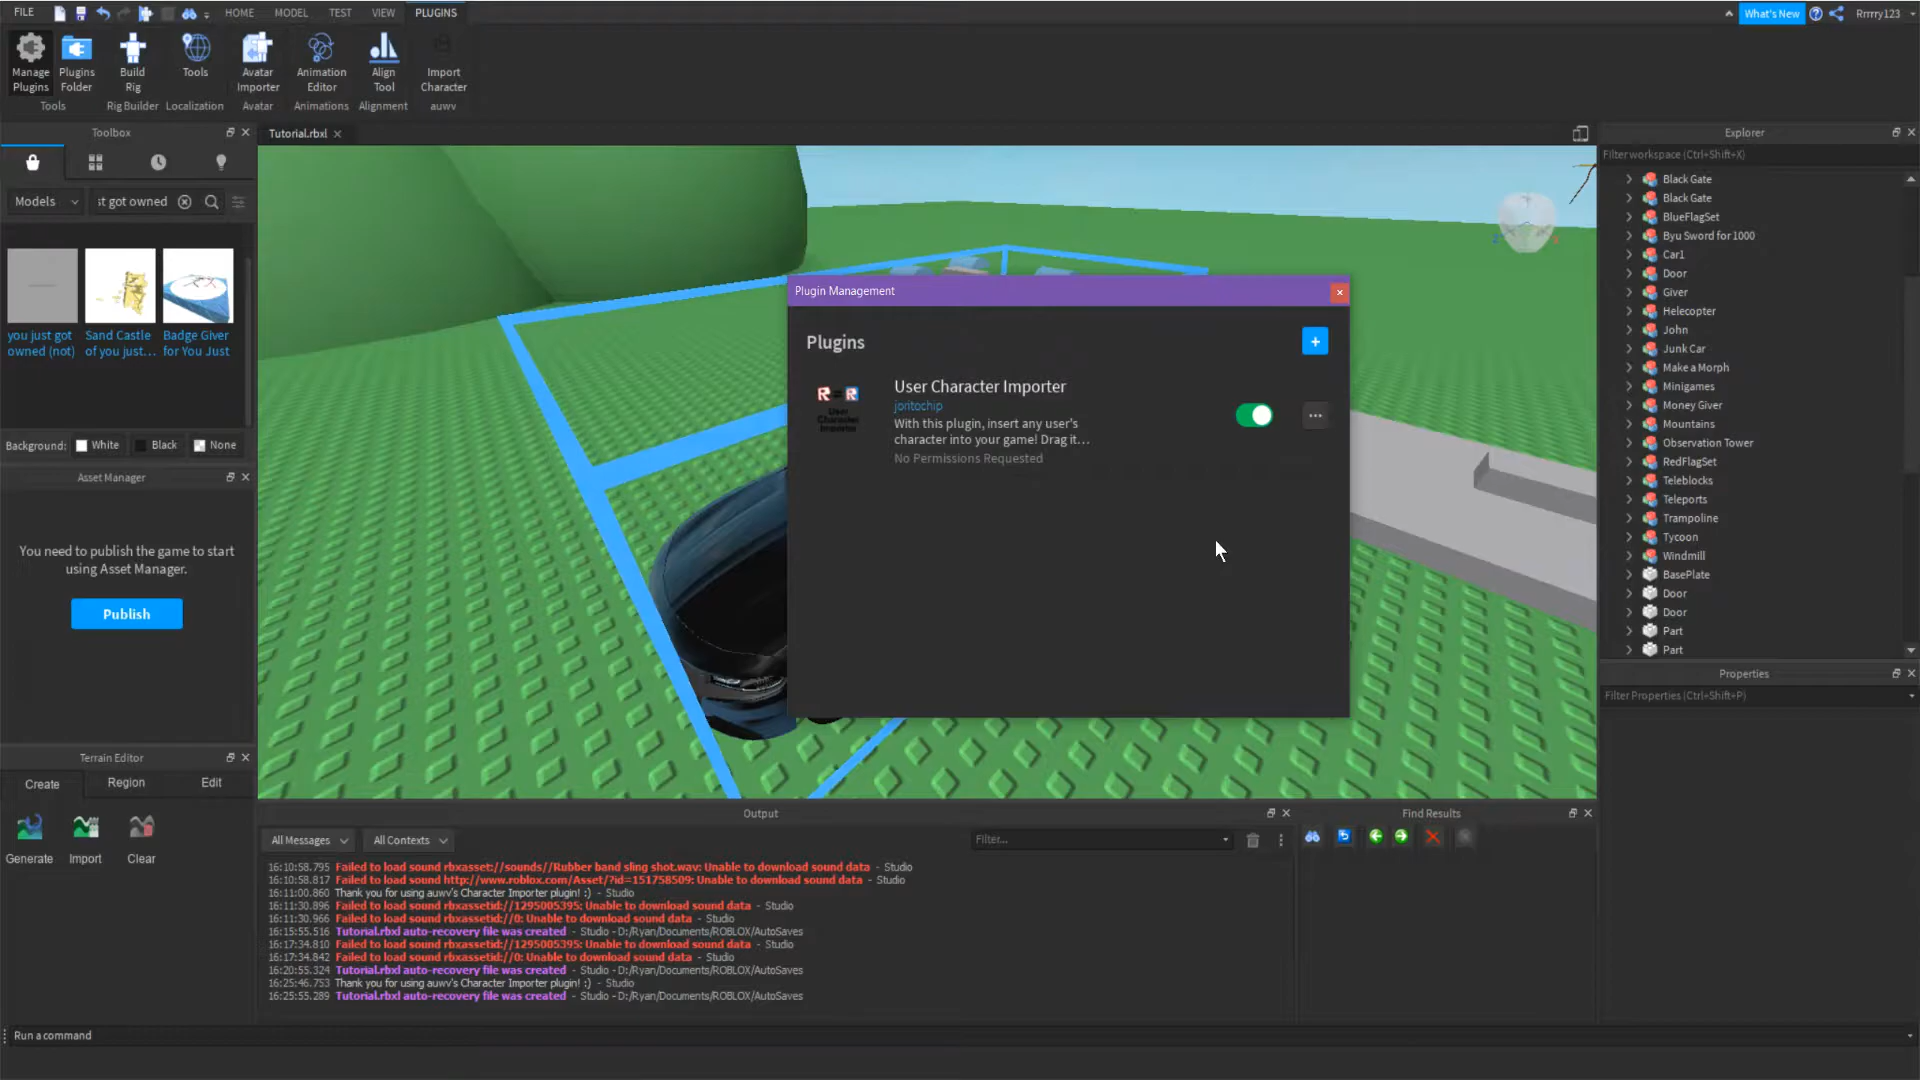 FILE HOME MODEL TEST VIEW PLUGINS What's New Rrrrry123
Manage Plugins
Plugins Folder
Build Rig
Tools
Avatar Importer
Animation Editor
Align Tool
Import Character
Tools Rig Builder Localization Avatar Animations Alignment auwv
Toolbox
Models st got owned
you just got owned (not)
Sand Castle of you just...
Badge Giver for You Just
Background: White Black None
Asset Manager
You need to publish the game to start
using Asset Manager.
Publish
Terrain Editor
Create Region Edit
Generate Import Clear
Tutorial.rbxl
Plugin Management
Plugins
+
User Character Importer
joritochip
With this plugin, insert any user's
character into your game! Drag it...
No Permissions Requested
R = R
User
Character
Importer
Output
All Messages All Contexts Filter...
16:10:58.795 Failed to load sound rbxasset://sounds//Rubber band sling shot.wav: Unable to download sound data - Studio
16:10:58.817 Failed to load sound http://www.roblox.com/Asset/?id=151758509: Unable to download sound data - Studio
16:11:00.860 Thank you for using auwv's Character Importer plugin! :) - Studio
16:11:30.896 Failed to load sound rbxassetid://1295005395: Unable to download sound data - Studio
16:11:30.966 Failed to load sound rbxassetid://0: Unable to download sound data - Studio
16:15:55.516 Tutorial.rbxl auto-recovery file was created - Studio - D:/Ryan/Documents/ROBLOX/AutoSaves
16:17:34.810 Failed to load sound rbxassetid://1295005395: Unable to download sound data - Studio
16:17:34.842 Failed to load sound rbxassetid://0: Unable to download sound data - Studio
16:20:55.324 Tutorial.rbxl auto-recovery file was created - Studio - D:/Ryan/Documents/ROBLOX/AutoSaves
16:25:46.753 Thank you for using auwv's Character Importer plugin! :) - Studio
16:25:55.289 Tutorial.rbxl auto-recovery file was created - Studio - D:/Ryan/Documents/ROBLOX/AutoSaves
Find Results
Explorer
Filter workspace (Ctrl+Shift+X)
Black Gate
Black Gate
BlueFlagSet
Byu Sword for 1000
Car1
Door
Giver
Helecopter
John
Junk Car
Make a Morph
Minigames
Money Giver
Mountains
Observation Tower
RedFlagSet
Teleblocks
Teleports
Trampoline
Tycoon
Windmill
BasePlate
Door
Door
Part
Part
Properties
Filter Properties (Ctrl+Shift+P)
Run a command